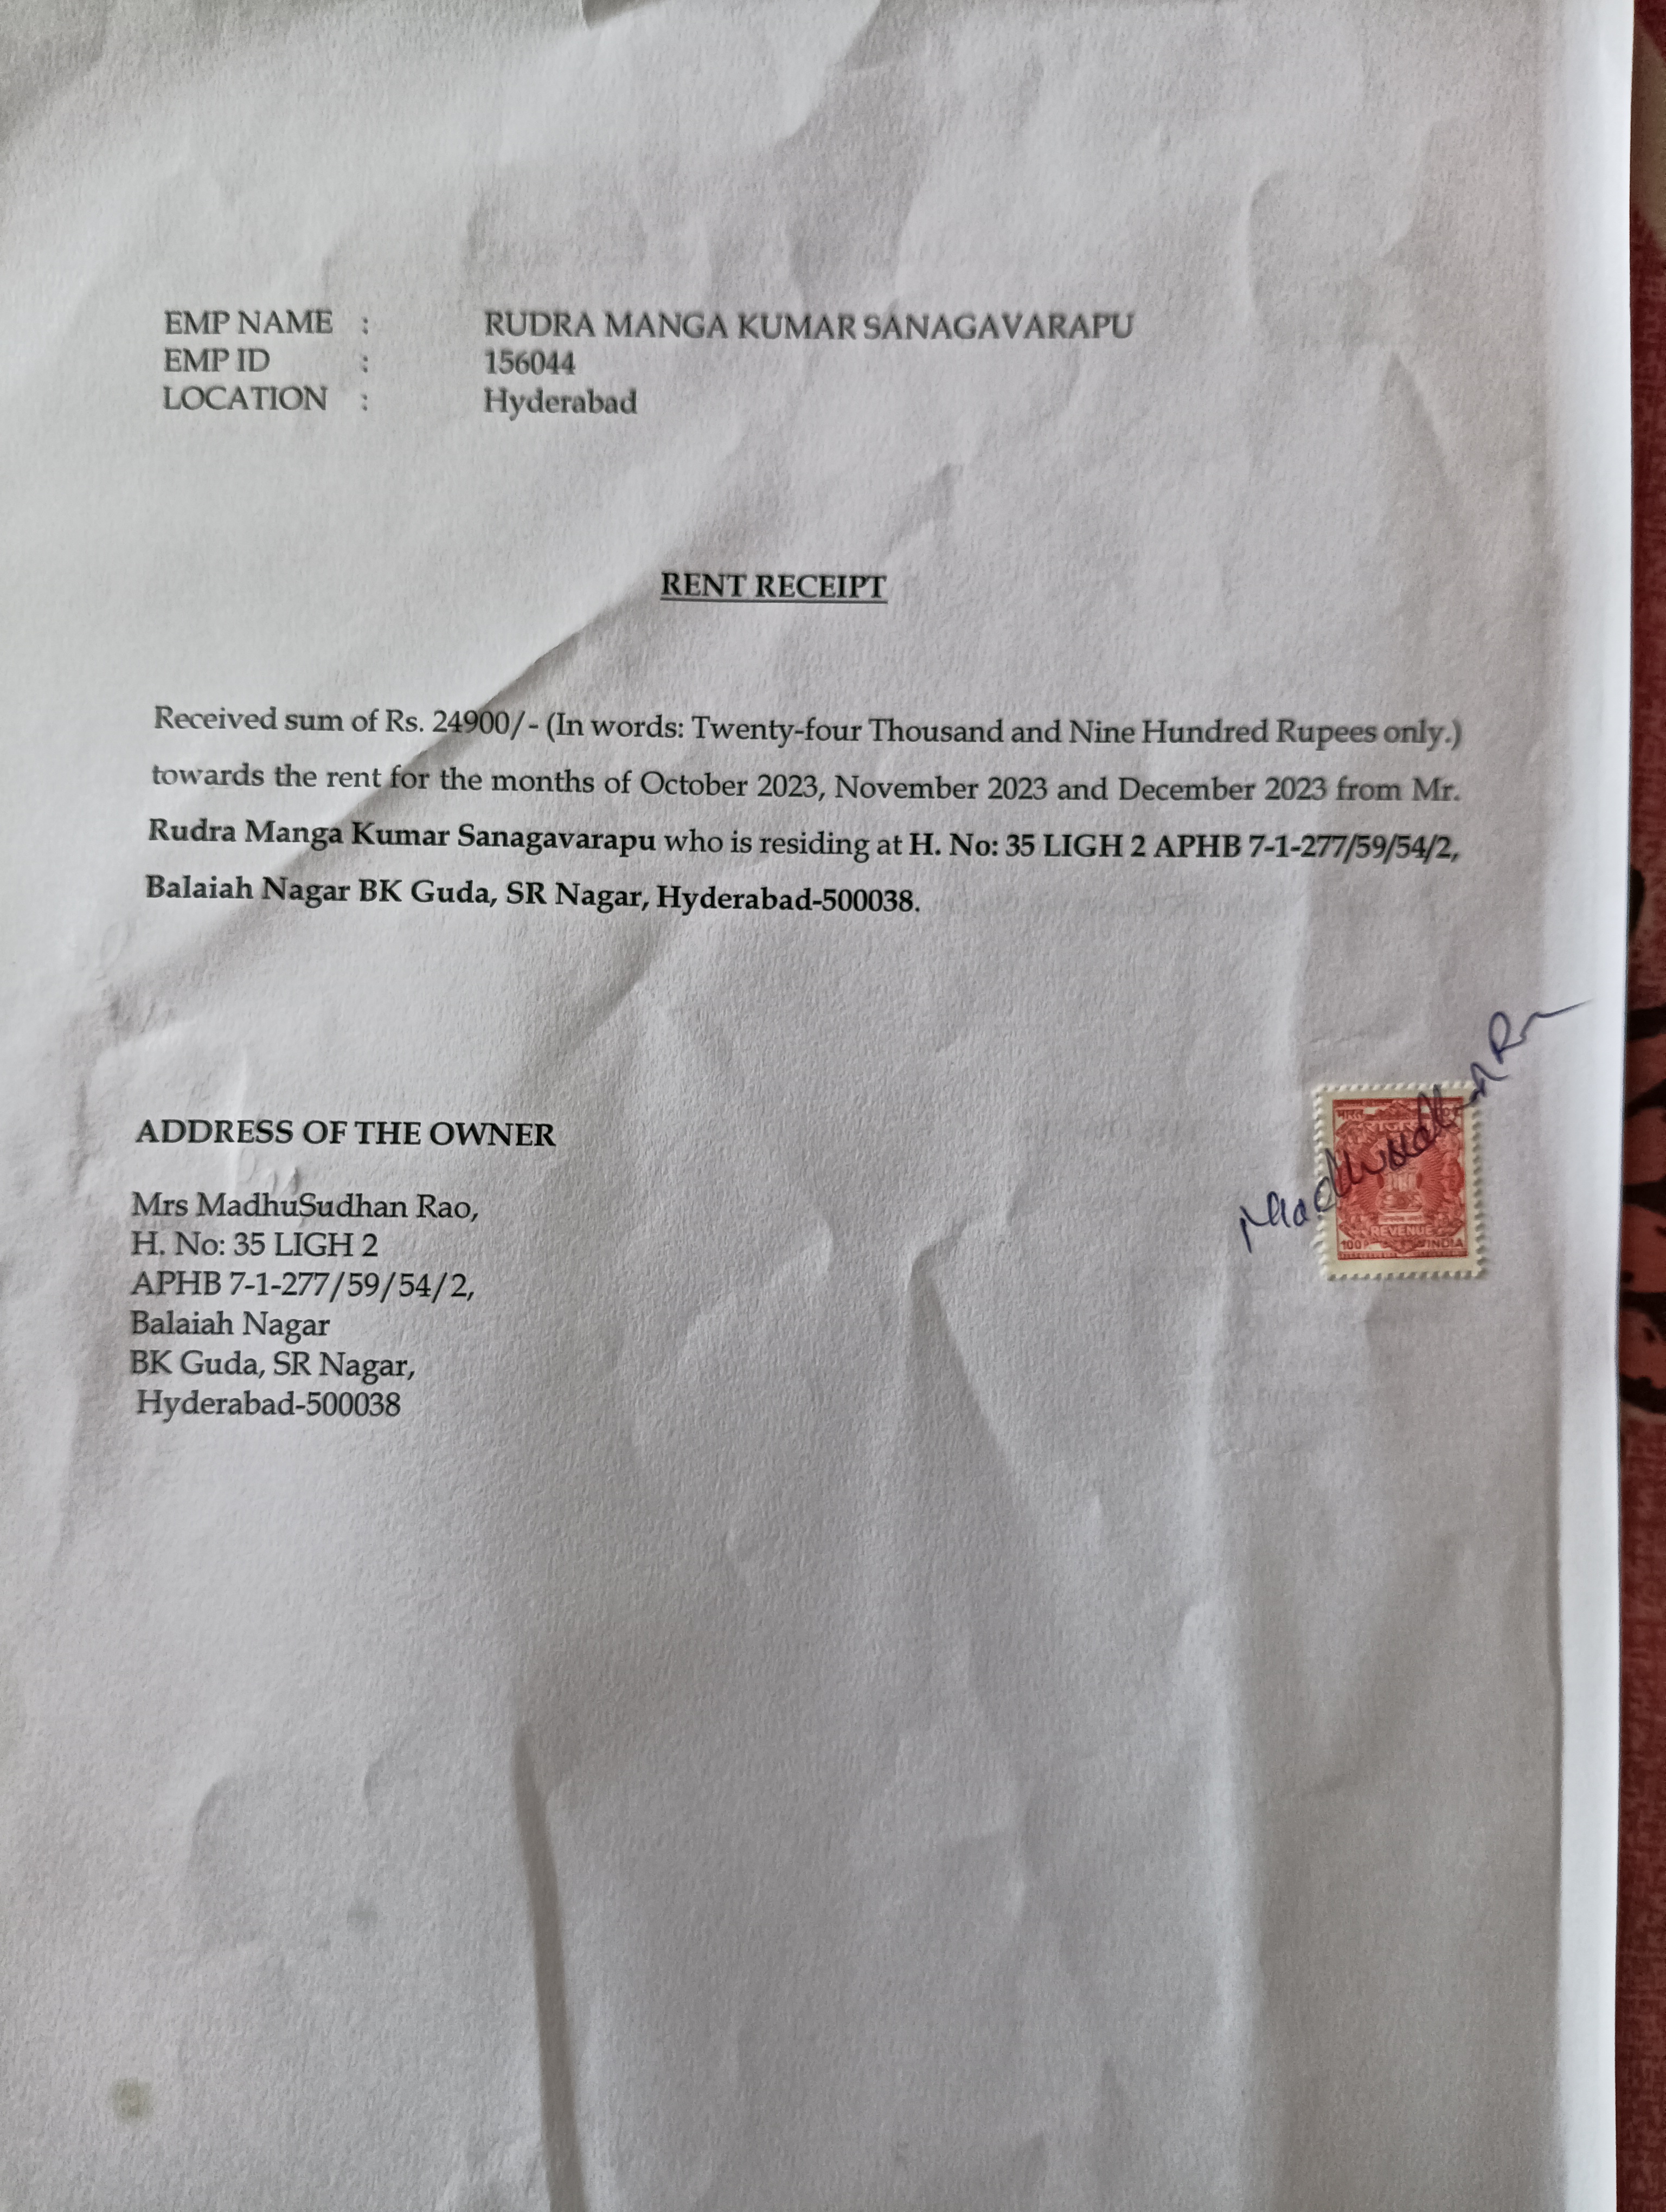 EMP NAME : RUDRA MANGA KUMAR SANAGAVARAPU
EMP ID : 156044
LOCATION : Hyderabad
RENT RECEIPT
Received sum of Rs. 24900/- (In words: Twenty-four Thousand and Nine Hundred Rupees only.)
towards the rent for the months of October 2023, November 2023 and December 2023 from Mr.
Rudra Manga Kumar Sanagavarapu who is residing at H. No: 35 LIGH 2 APHB 7-1-277/59/54/2,
Balaiah Nagar BK Guda, SR Nagar, Hyderabad-500038.
ADDRESS OF THE OWNER
Mrs MadhuSudhan Rao,
H. No: 35 LIGH 2
APHB 7-1-277/59/54/2,
Balaiah Nagar
BK Guda, SR Nagar,
Hyderabad-500038
भारत
REVENUE
INDIA